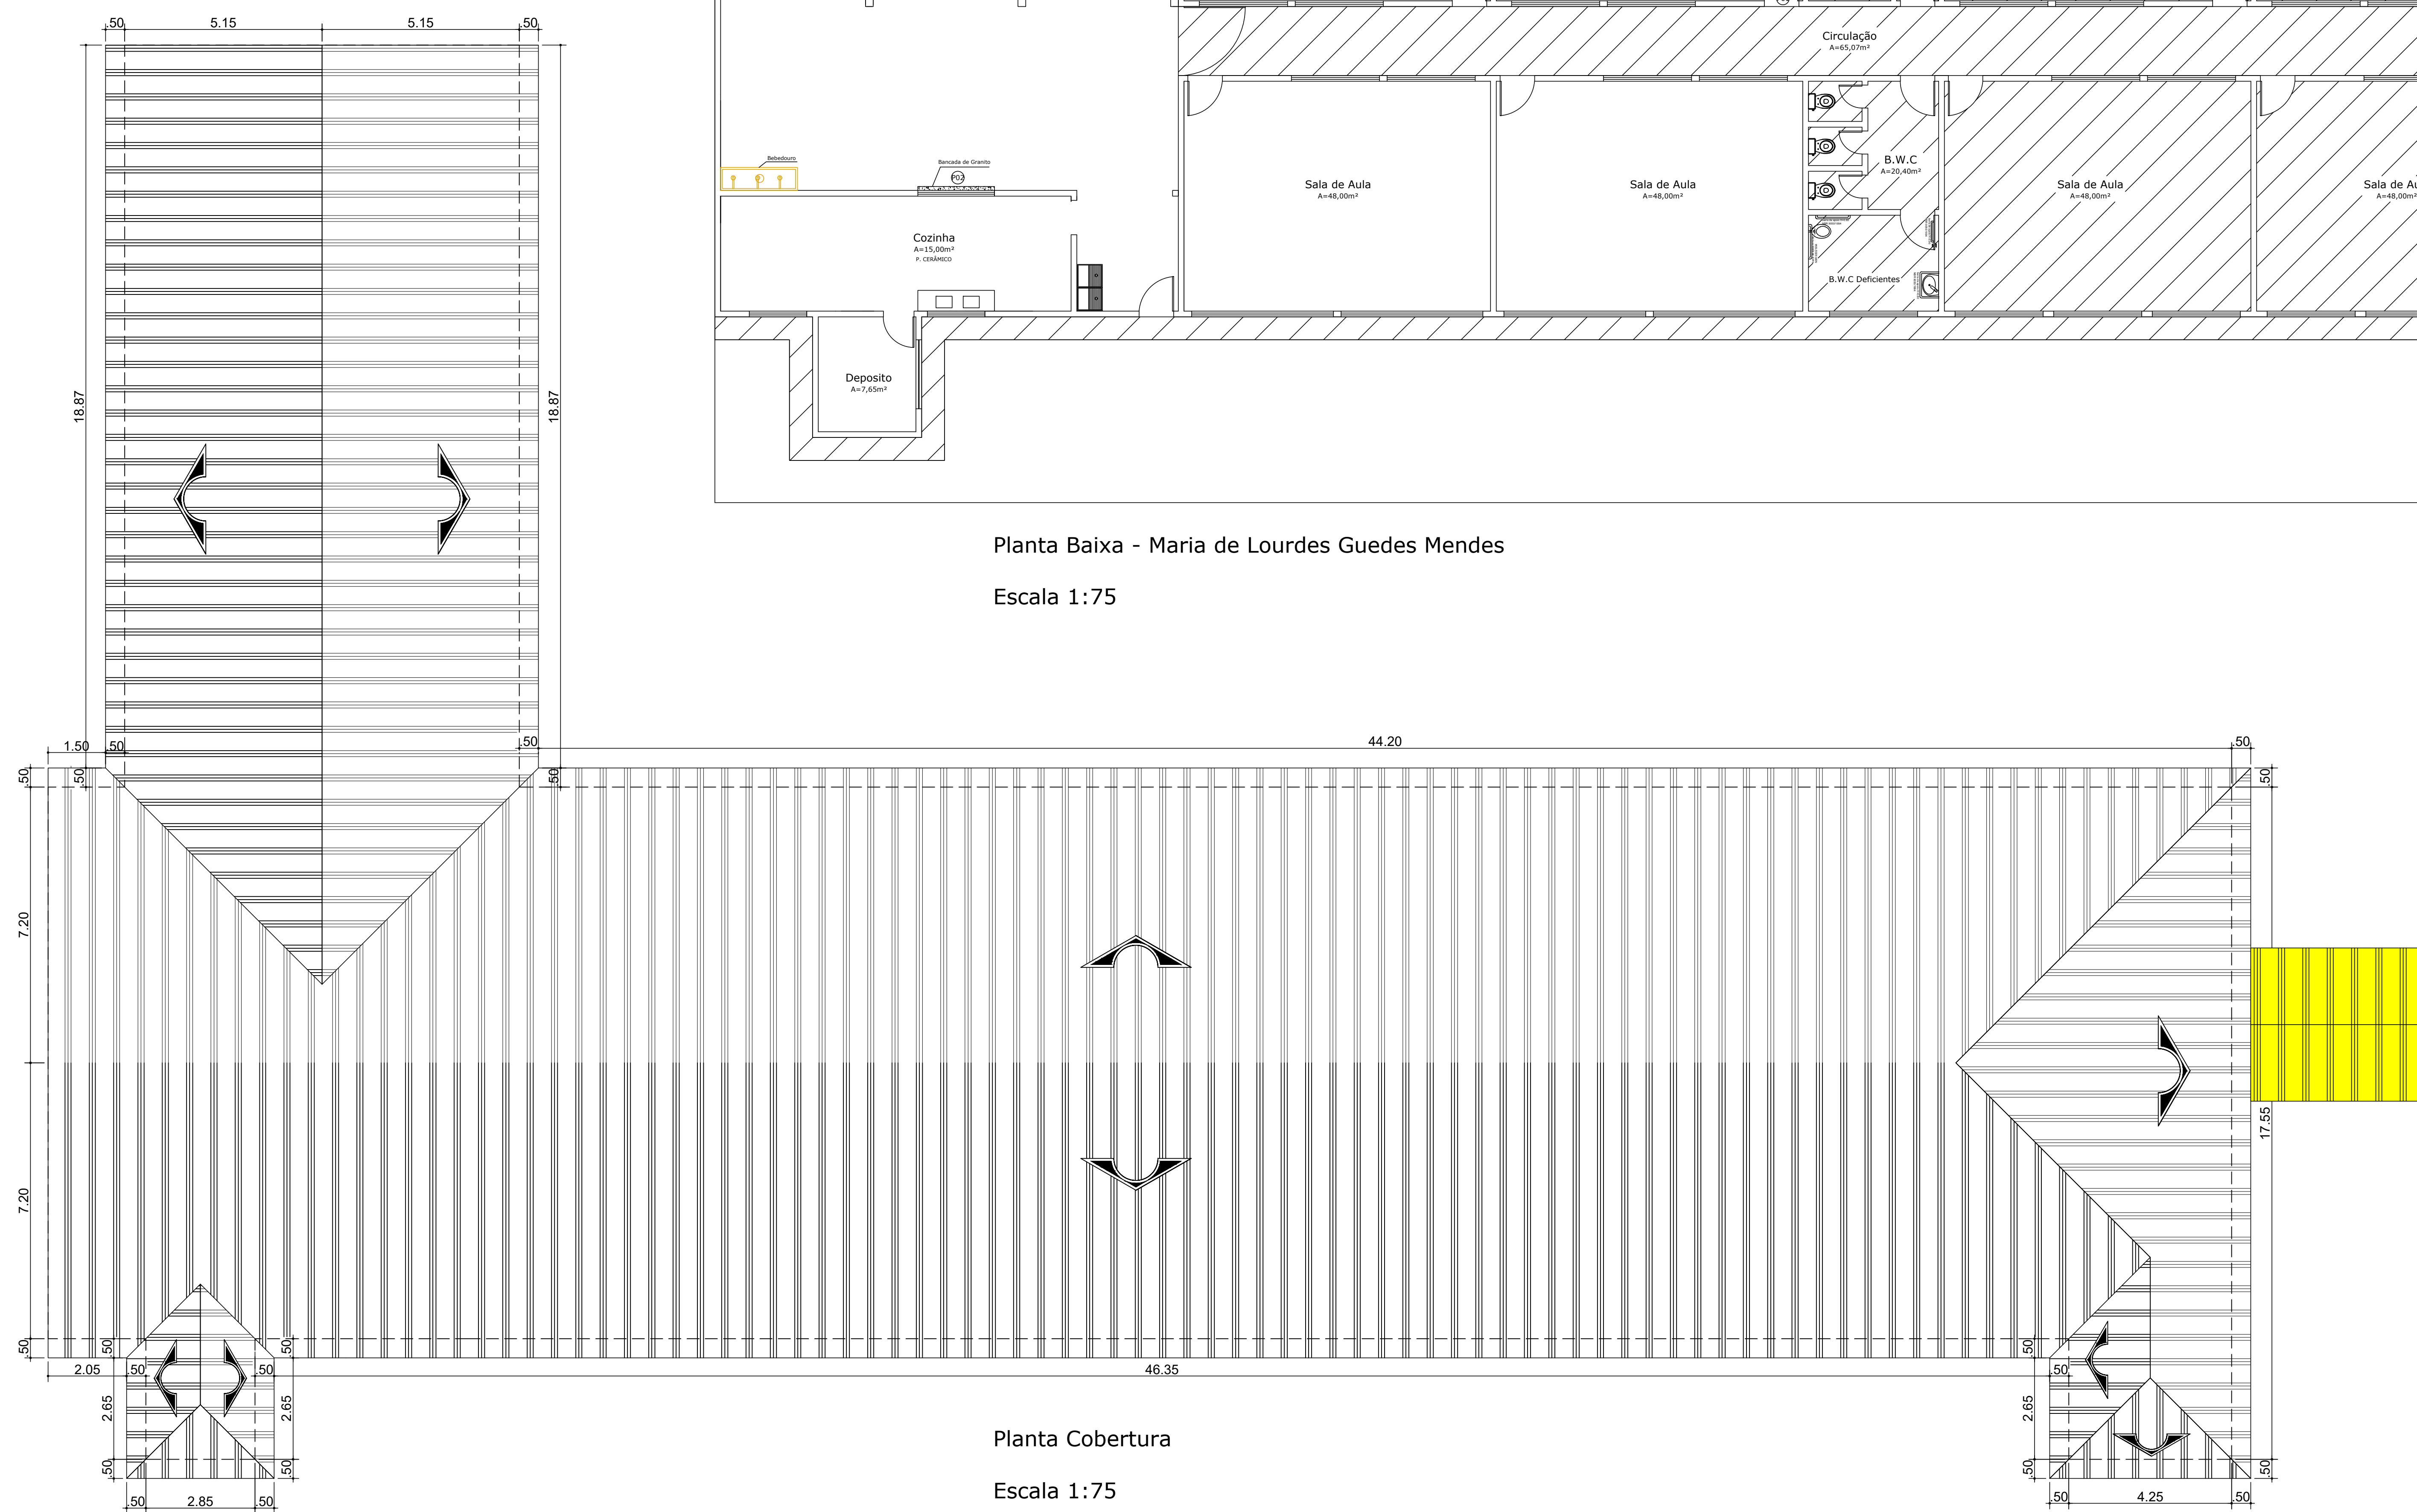 .50
5.15
5.15
.50
Circulação
A=65,07m²
Bebedouro
Bancada de Granito
P02
B.W.C
A=20,40m²
Sala de Aula
A=48,00m²
Sala de Aula
A=48,00m²
Sala de Aula
A=48,00m²
Sala de Au
A=48,00m²
Cozinha
A=15,00m²
P. CERÂMICO
B.W.C Deficientes
Deposito
A=7,65m²
18.87
18.87
Planta Baixa - Maria de Lourdes Guedes Mendes
Escala 1:75
1.50
.50
.50
44.20
.50
.50
.50
.50
.50
7.20
7.20
17.55
.50
.50
.50
.50
2.05
.50
.50
46.35
.50
2.65
2.65
2.65
Planta Cobertura
.50
.50
.50
.50
Escala 1:75
.50
2.85
.50
.50
4.25
.50